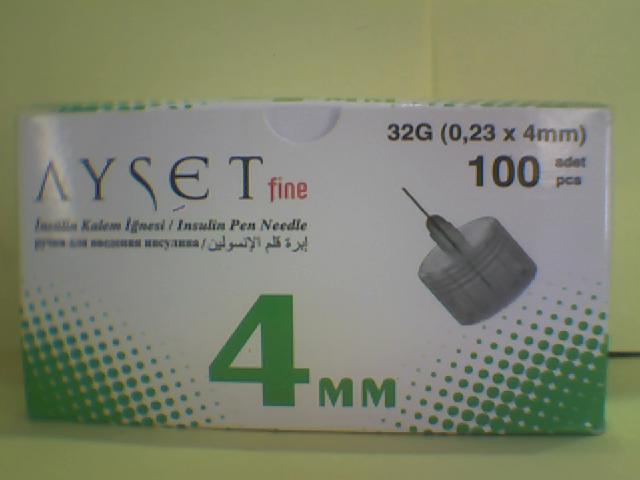 32G (0,23 x 4mm)
100 adet
pcs
AYSET fine
İnsülin Kalem İğnesi / Insulin Pen Needle
ручки для введения инсулина / إبرة قلم الإنسولين
4 MM